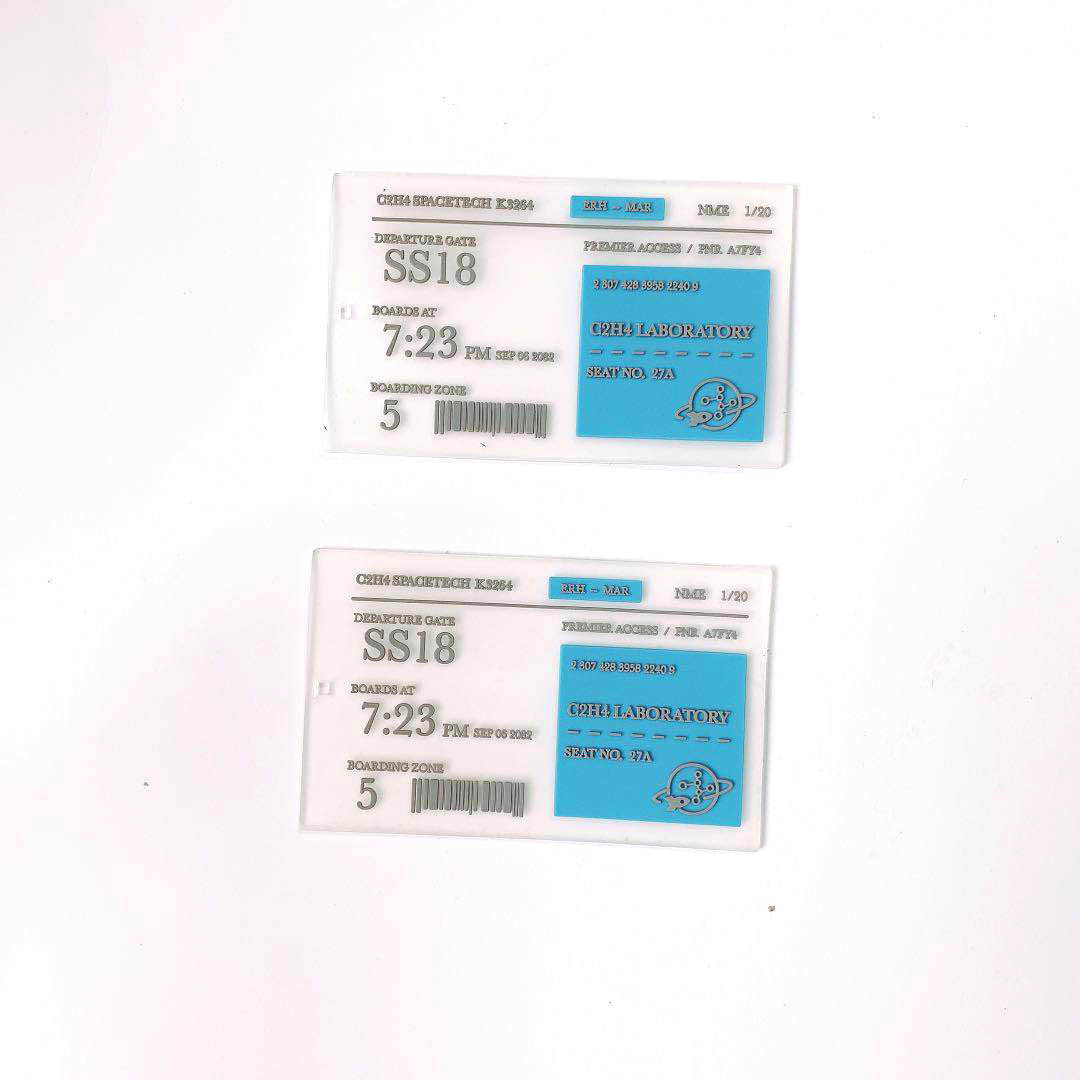 C2H4 SPACETECH K3264 ERH -- MAR NME 1/20
DEPARTURE GATE
SS18
BOARDS AT
7:23 PM SEP 06 2082
BOARDING ZONE
5
PREMIER ACCESS / PNR A7FY4
2 307 428 3958 2240 9
C2H4 LABORATORY
SEAT NO. 27A
C2H4 SPACETECH K3264 ERH -- MAR NME 1/20
DEPARTURE GATE
SS18
BOARDS AT
7:23 PM SEP 06 2082
BOARDING ZONE
5
PREMIER ACCESS / PNR A7FY4
2 307 428 3958 2240 9
C2H4 LABORATORY
SEAT NO. 27A